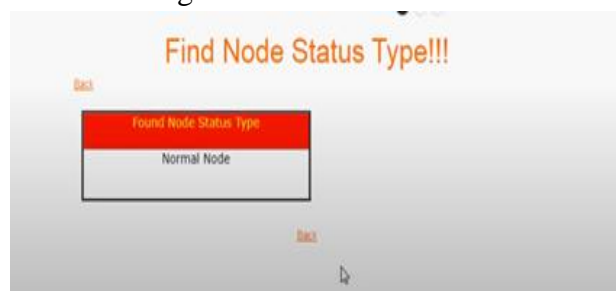 Find Node Status Type!!!
Back
Found Node Status Type
Normal Node
Back